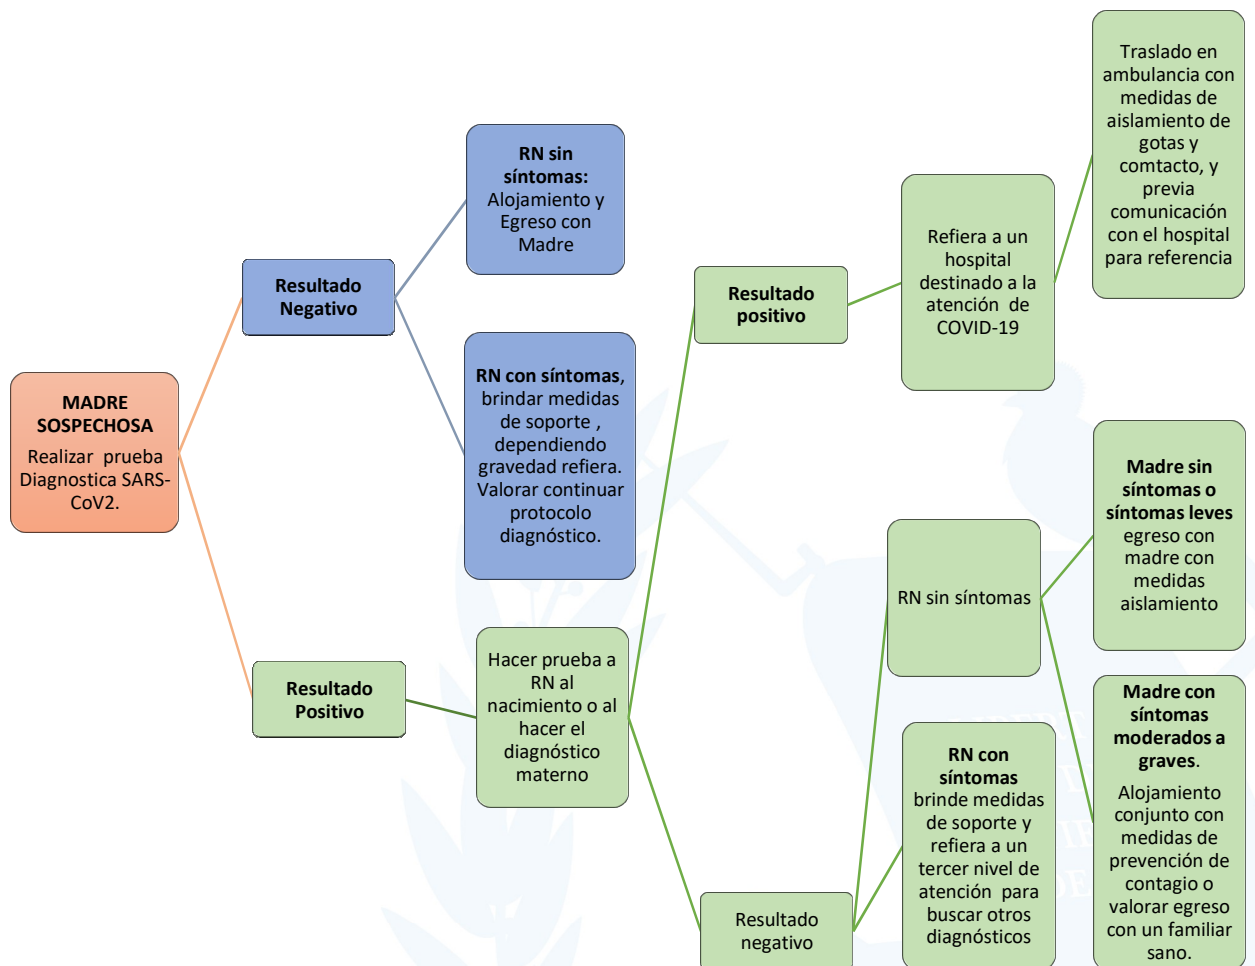 MADRE
SOSPECHOSA
Realizar prueba
Diagnostica SARS-
CoV2.
Resultado
Negativo
RN sin
síntomas:
Alojamiento y
Egreso con
Madre
RN con síntomas,
brindar medidas
de soporte ,
dependiendo
gravedad refiera.
Valorar continuar
protocolo
diagnóstico.
Resultado
Positivo
Hacer prueba a
RN al
nacimiento o al
hacer el
diagnóstico
materno
Resultado
positivo
Refiera a un
hospital
destinado a la
atención de
COVID-19
Traslado en
ambulancia con
medidas de
aislamiento de
gotas y
comtacto, y
previa
comunicación
con el hospital
para referencia
Resultado
negativo
RN sin síntomas
Madre sin
síntomas o
síntomas leves
egreso con
madre con
medidas
aislamiento
Madre con
síntomas
moderados a
graves.
Alojamiento
conjunto con
medidas de
prevención de
contagio o
valorar egreso
con un familiar
sano.
RN con
síntomas
brinde medidas
de soporte y
refiera a un
tercer nivel de
atención para
buscar otros
diagnósticos